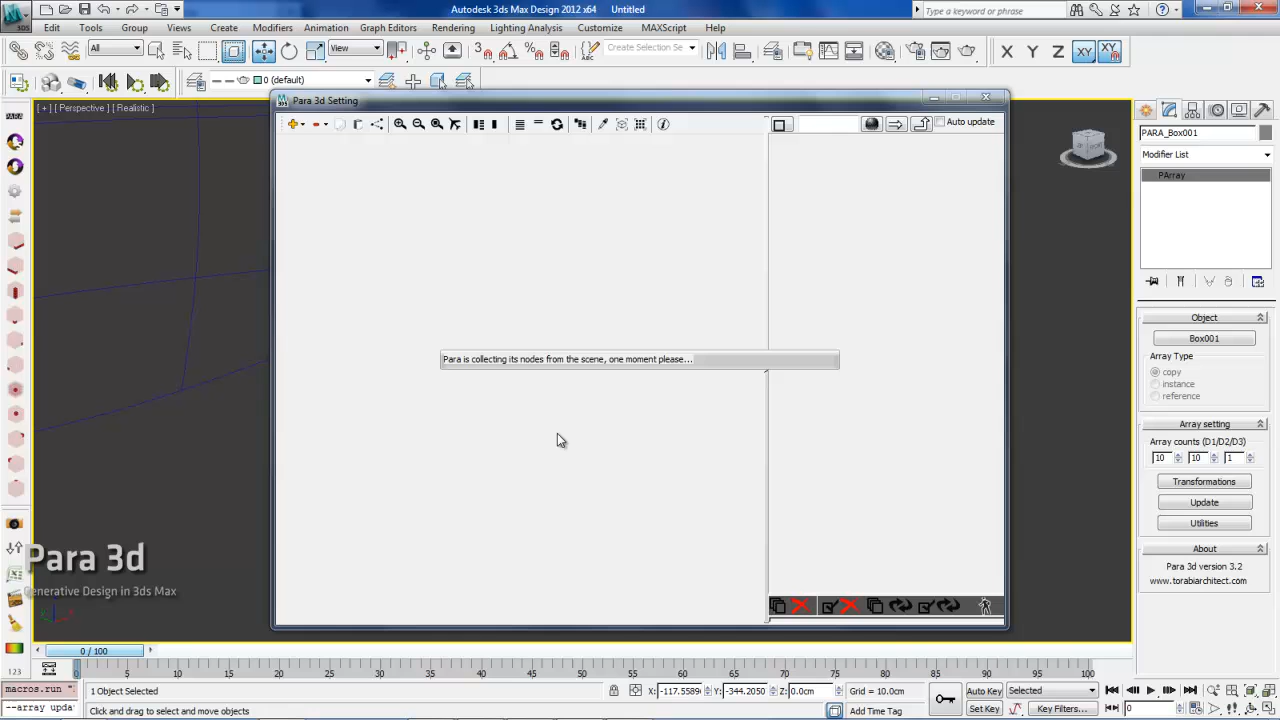 Autodesk 3ds Max Design 2012 x64 Untitled
Type a keyword or phrase
Edit Tools Group Views Create Modifiers Animation Graph Editors Rendering Lighting Analysis Customize MAXScript Help
All View 3 Create Selection Se X Y Z XY XY
0 (default)
[ + ] [ Perspective ] [ Realistic ]
Para 3d Setting
Auto update
PARA
PARA_Box001
Modifier List
PArray
Object
Box001
Array Type
copy
instance
reference
Array setting
Array counts (D1/D2/D3)
10 10 1
Transformations
Update
Utilities
About
Para 3d version 3.2
www.torabiarchitect.com
Para is collecting its nodes from the scene, one moment please...
Para 3d
Generative Design in 3ds Max
0 / 100
0 5 10 15 20 25 30 35 40 45 50 55 60 65 70 75 80 85 90 95 100
123
macros.run "
--array upda
1 Object Selected
X: -117.558 Y: -344.2050 Z: 0.0cm Grid = 10.0cm
Auto Key Selected
Click and drag to select and move objects
Add Time Tag
Set Key Key Filters... 0